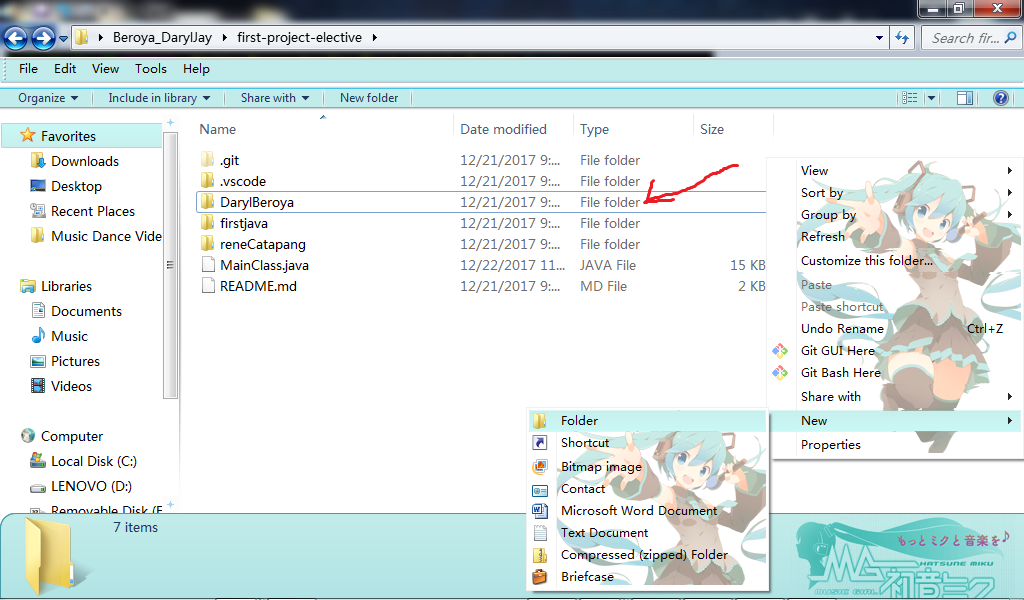 Beroya_DarylJay
first-project-elective
Search fir...
File Edit View Tools Help
Organize Include in library Share with New folder
Name Date modified Type Size
Favorites
Downloads
Desktop
Recent Places
Music Dance Vide
Libraries
Documents
Music
Pictures
Videos
Computer
Local Disk (C:)
LENOVO (D:)
Removable Disk (F
.git 12/21/2017 9:... File folder
.vscode 12/21/2017 9:... File folder
DarylBeroya 12/21/2017 9:... File folder
firstjava 12/21/2017 9:... File folder
reneCatapang 12/21/2017 9:... File folder
MainClass.java 12/22/2017 11... JAVA File 15 KB
README.md 12/21/2017 9:... MD File 2 KB
View
Sort by
Group by
Refresh
Customize this folder...
Paste
Paste shortcut
Undo Rename Ctrl+Z
Git GUI Here
Git Bash Here
Share with
New
Properties
Folder
Shortcut
Bitmap image
Contact
Microsoft Word Document
Text Document
Compressed (zipped) Folder
Briefcase
7 items
もっとミクと音楽を♪
HATSUNE MIKU
MUSIC GIRL
初音ミク